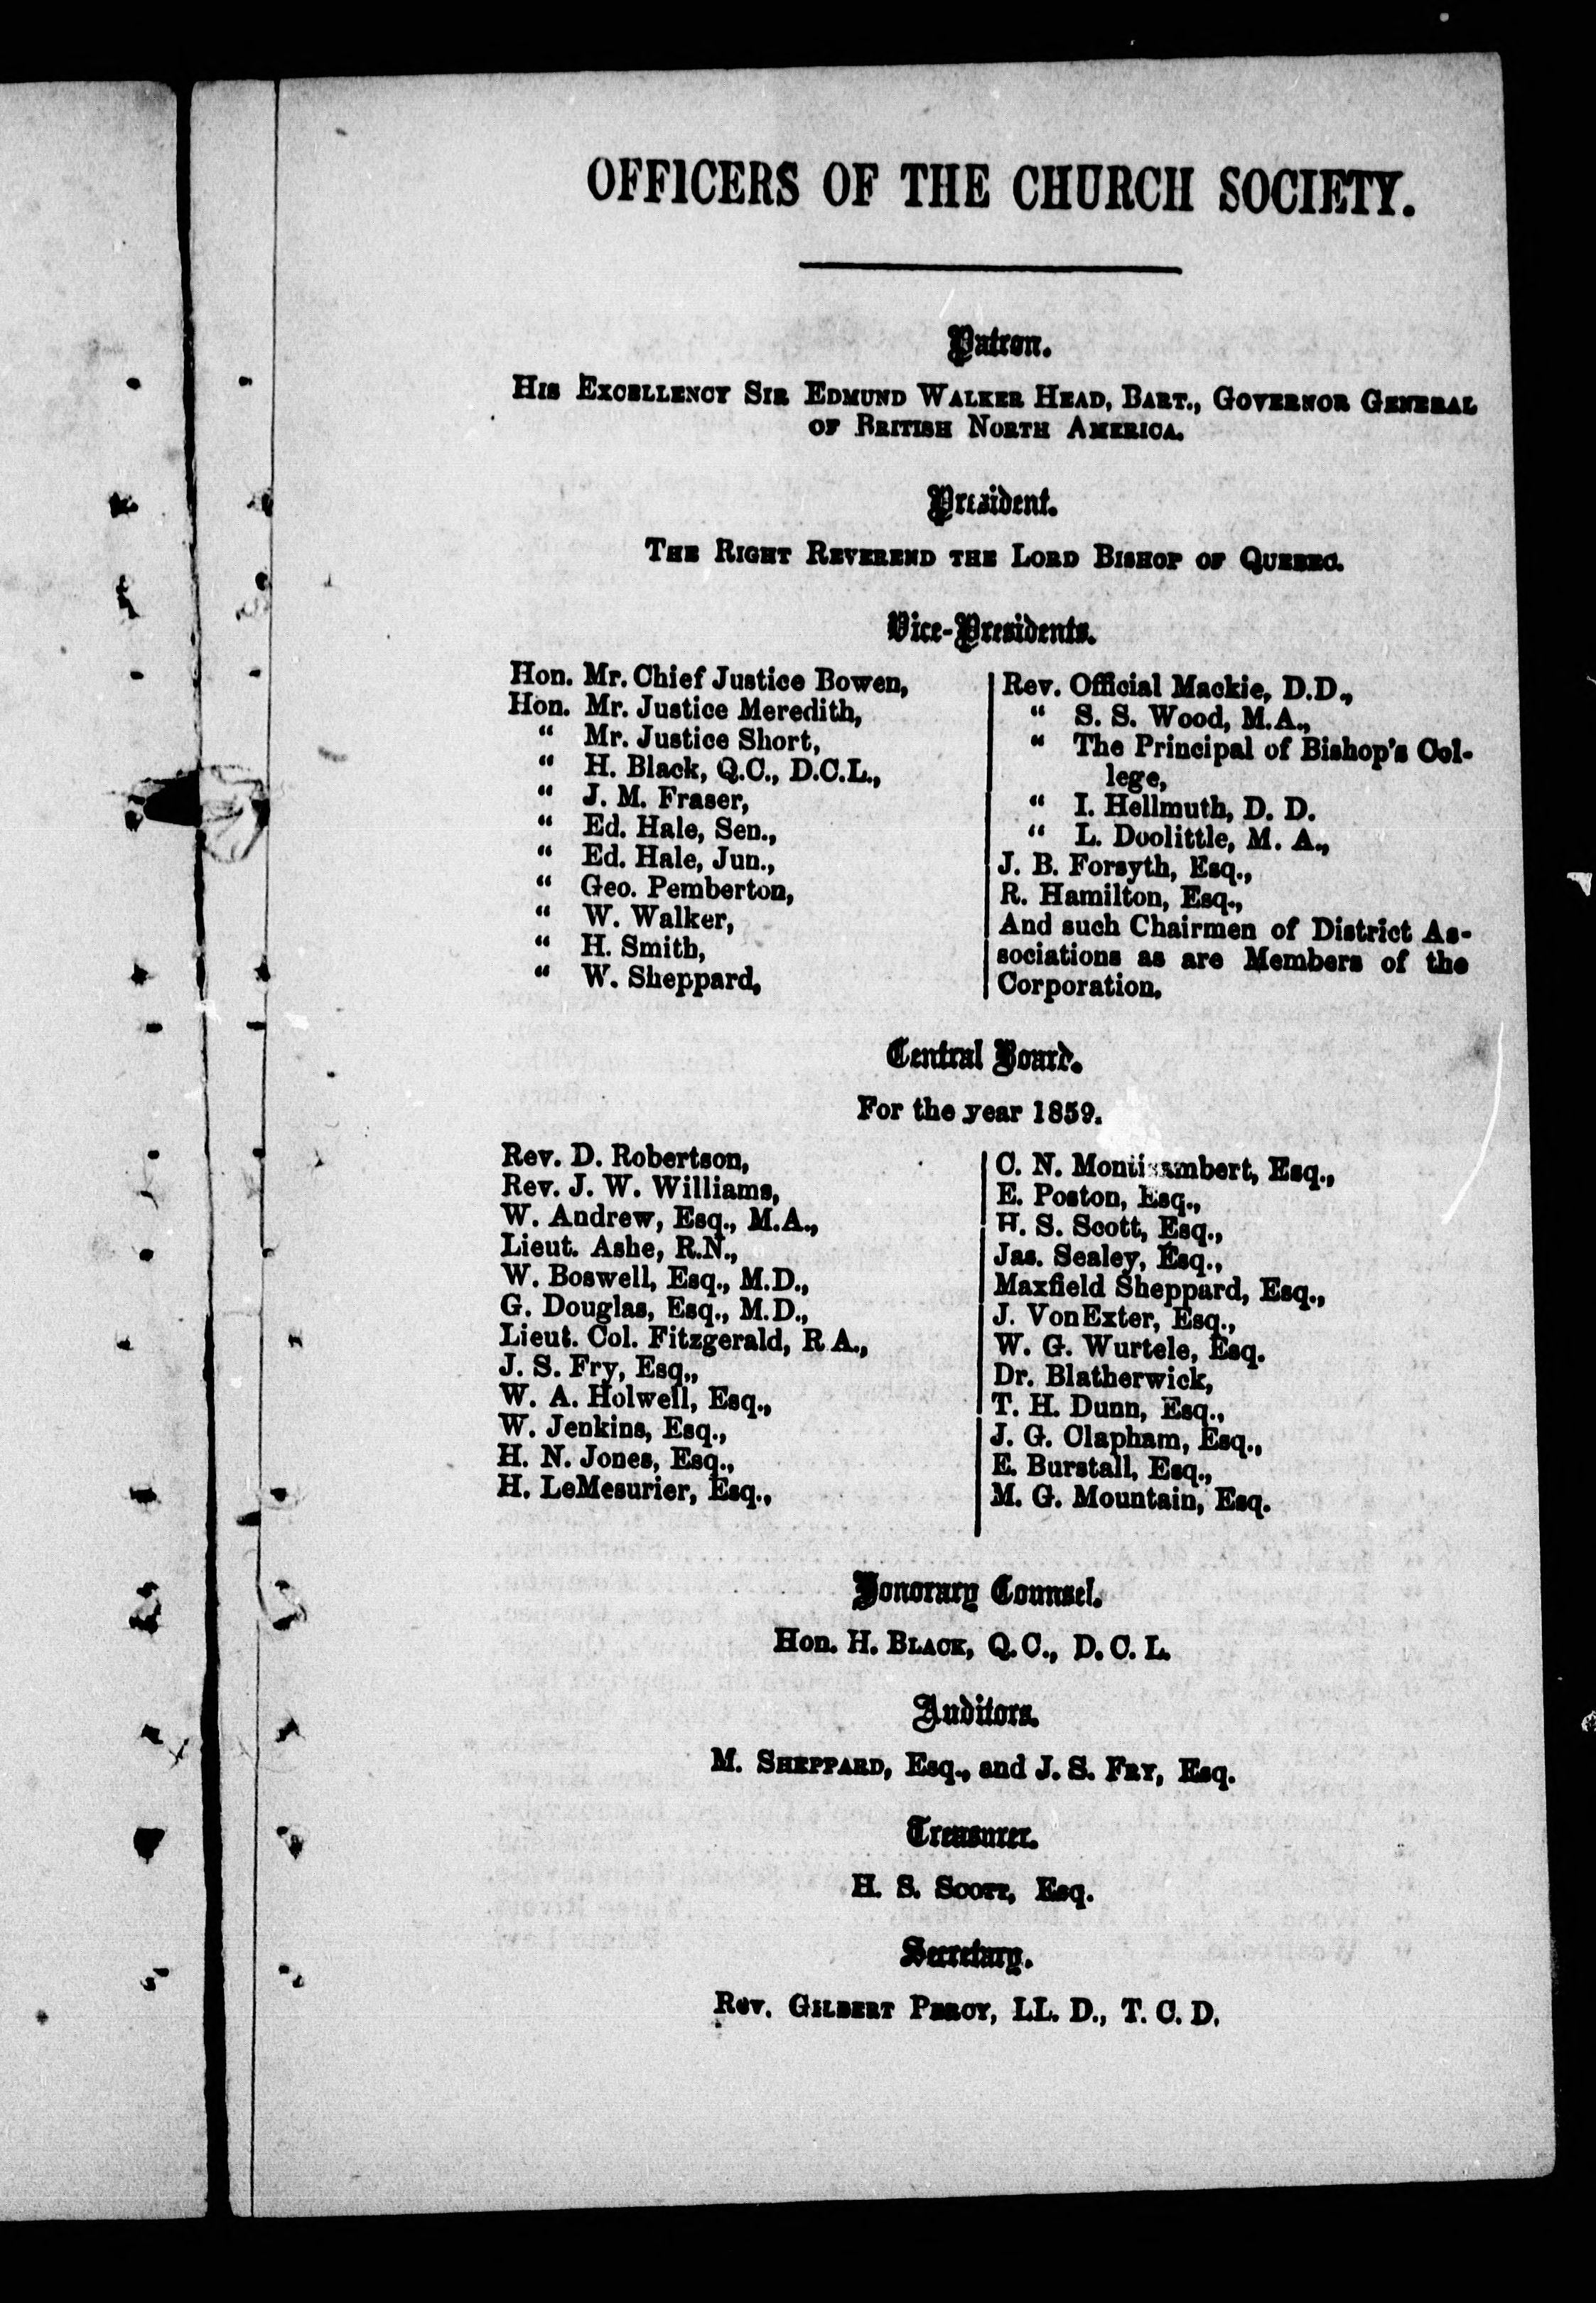 OFFICERS OF THE CHURCH SOCIETY.
Patron.
HIS EXCELLENCY SIR EDMUND WALKER HEAD, BART., GOVERNOR GENERAL
OF BRITISH NORTH AMERICA.
President.
THE RIGHT REVEREND THE LORD BISHOP OF QUEBEC.
Vice-Presidents.
Hon. Mr. Chief Justice Bowen,
Hon. Mr. Justice Meredith,
“ Mr. Justice Short,
“ H. Black, Q.C., D.C.L.,
“ J. M. Fraser,
“ Ed. Hale, Sen.,
“ Ed. Hale, Jun.,
“ Geo. Pemberton,
“ W. Walker,
“ H. Smith,
“ W. Sheppard,
Rev. Official Mackie, D.D.,
“ S. S. Wood, M.A.,
“ The Principal of Bishop's Col-
lege,
“ I. Hellmuth, D. D.
“ L. Doolittle, M. A.,
J. B. Forsyth, Esq.,
R. Hamilton, Esq.,
And such Chairmen of District As-
sociations as are Members of the
Corporation.
Central Board.
For the year 1859.
Rev. D. Robertson,
Rev. J. W. Williams,
W. Andrew, Esq., M.A.,
Lieut. Ashe, R.N.,
W. Boswell, Esq., M.D.,
G. Douglas, Esq., M.D.,
Lieut. Col. Fitzgerald, R A.,
J. S. Fry, Esq.,
W. A. Holwell, Esq.,
W. Jenkins, Esq.,
H. N. Jones, Esq.,
H. LeMesurier, Esq.,
C. N. Esq.,
E. Poston, Esq.,
H. S. Scott, Esq.,
Jas. Sealey, Esq.,
Maxfield Sheppard, Esq.,
J. VonExter, Esq.,
W. G. Wurtele, Esq.
Dr. Blatherwick,
T. H. Dunn, Esq.,
J. G. Clapham, Esq.,
E. Burstall, Esq.,
M. G. Mountain, Esq.
Honorary Counsel.
Hon. H. BLACK, Q.C., D. C. L.
Auditors.
M. SHEPPARD, Esq., and J. S. FRY, Esq.
Treasurer.
H. S. SCOTT, Esq.
Secretary.
Rev. GILBERT PERCY, LL. D., T. C. D.